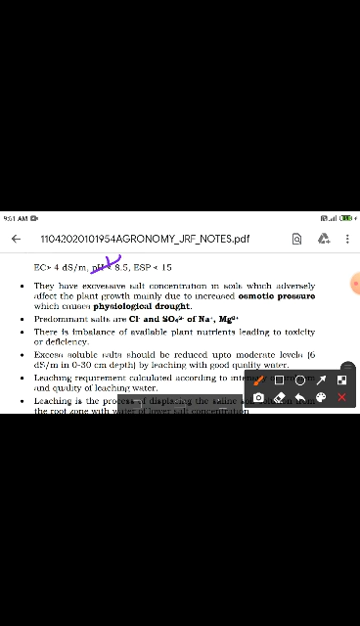 9:51 AM
11042020101954AGRONOMY_JRF_NOTES.pdf
EC> 4 dS/m, pH < 8.5, ESP < 15
• They have excessive salt concentration in soils which adversely
affect the plant growth mainly due to increased osmotic pressure
which causes physiological drought.
• Predominant salts are Cl- and SO₄²⁻ of Na⁺, Mg²⁺
• There is imbalance of available plant nutrients leading to toxicity
or deficiency.
• Excess soluble salts should be reduced upto moderate levels (6
dS/m in 0-30 cm depth) by leaching with good quality water.
• Leaching requirement calculated according to
and quality of leaching water.
• Leaching is the process of displacing the saline soil solution from
the root zone with water of lower salt concentration